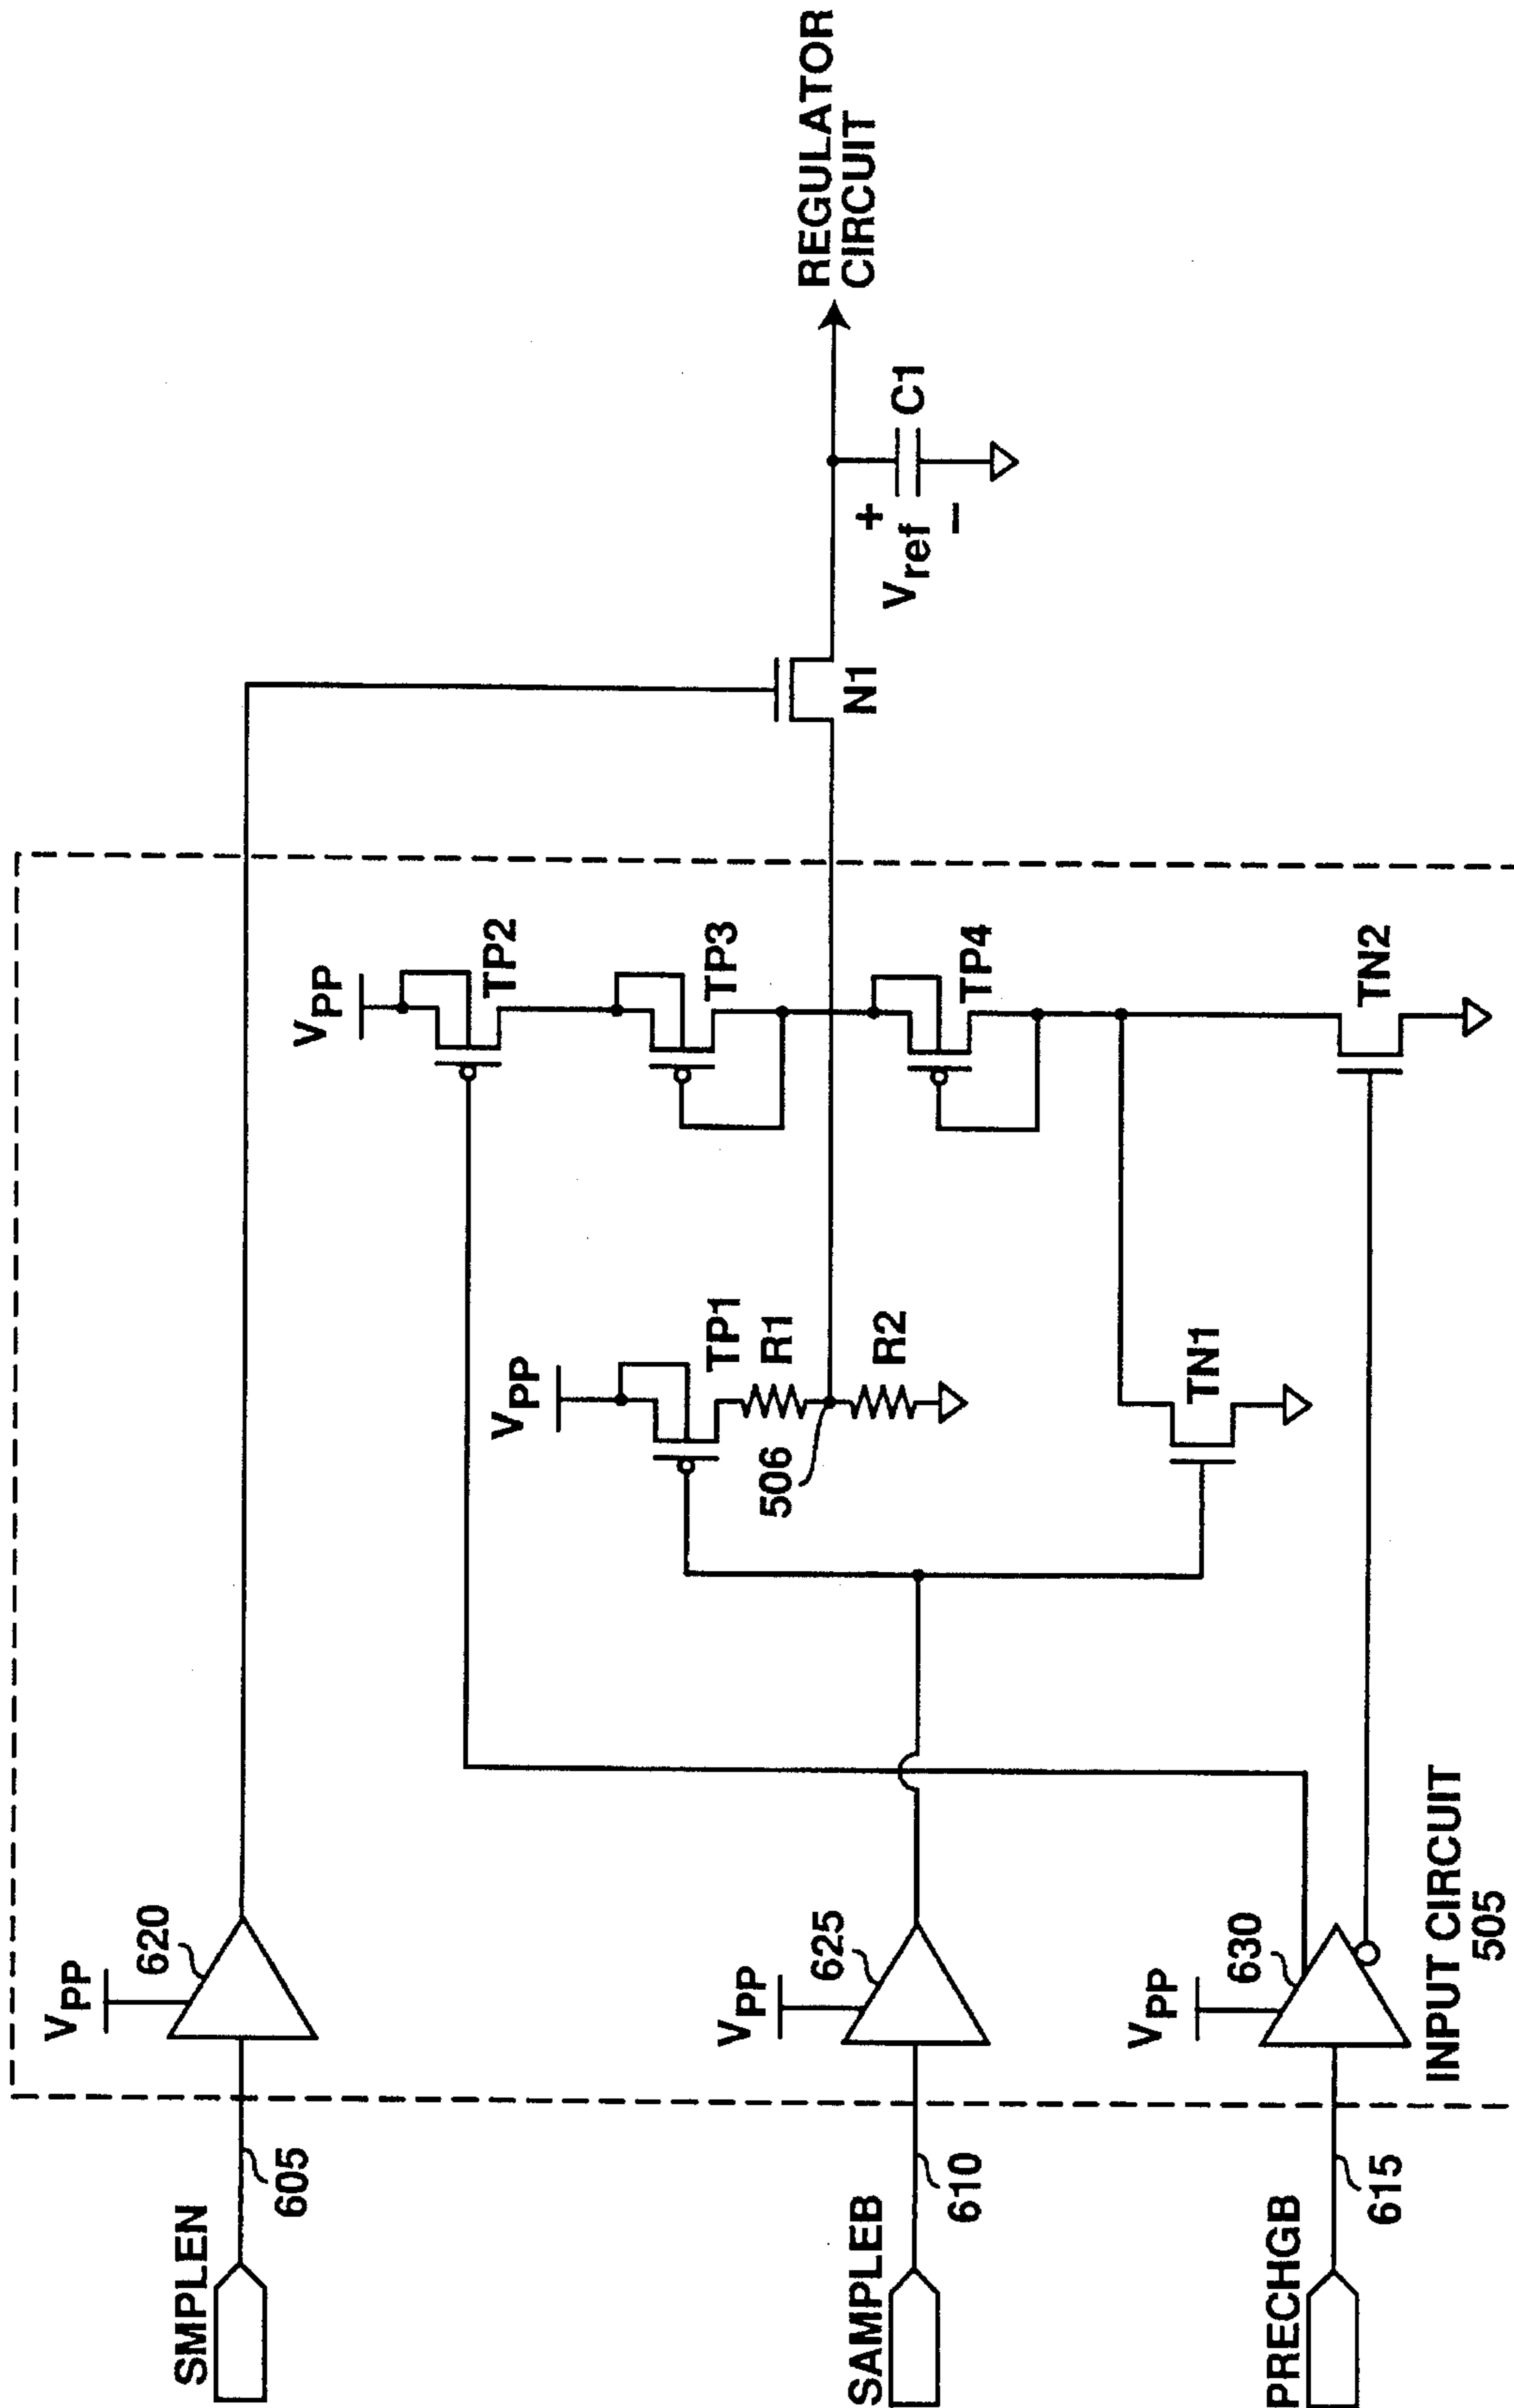 SMPLEN
605
VPP
620
SAMPLEB
610
VPP
625
PRECHGB
615
VPP
630
INPUT CIRCUIT
505
VPP
TP1
R1
506
R2
TN1
VPP
TP2
TP3
TP4
TN2
N1
+
Vref
–
C1
REGULATOR
CIRCUIT